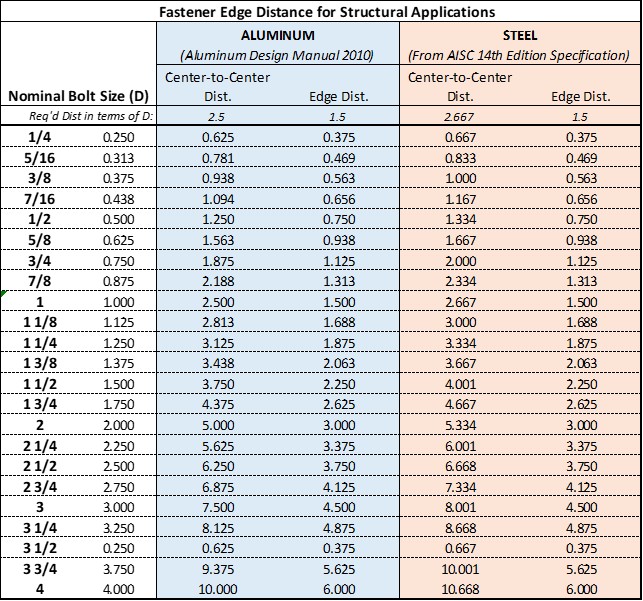 Fastener Edge Distance for Structural Applications
ALUMINUM STEEL
(Aluminum Design Manual 2010) (From AISC 14th Edition Specification)
Center-to-Center Center-to-Center
Nominal Bolt Size (D) Dist. Edge Dist. Dist. Edge Dist.
Req'd Dist in terms of D: 2.5 1.5 2.667 1.5
1/4 0.250 0.625 0.375 0.667 0.375
5/16 0.313 0.781 0.469 0.833 0.469
3/8 0.375 0.938 0.563 1.000 0.563
7/16 0.438 1.094 0.656 1.167 0.656
1/2 0.500 1.250 0.750 1.334 0.750
5/8 0.625 1.563 0.938 1.667 0.938
3/4 0.750 1.875 1.125 2.000 1.125
7/8 0.875 2.188 1.313 2.334 1.313
1 1.000 2.500 1.500 2.667 1.500
1 1/8 1.125 2.813 1.688 3.000 1.688
1 1/4 1.250 3.125 1.875 3.334 1.875
1 3/8 1.375 3.438 2.063 3.667 2.063
1 1/2 1.500 3.750 2.250 4.001 2.250
1 3/4 1.750 4.375 2.625 4.667 2.625
2 2.000 5.000 3.000 5.334 3.000
2 1/4 2.250 5.625 3.375 6.001 3.375
2 1/2 2.500 6.250 3.750 6.668 3.750
2 3/4 2.750 6.875 4.125 7.334 4.125
3 3.000 7.500 4.500 8.001 4.500
3 1/4 3.250 8.125 4.875 8.668 4.875
3 1/2 0.250 0.625 0.375 0.667 0.375
3 3/4 3.750 9.375 5.625 10.001 5.625
4 4.000 10.000 6.000 10.668 6.000